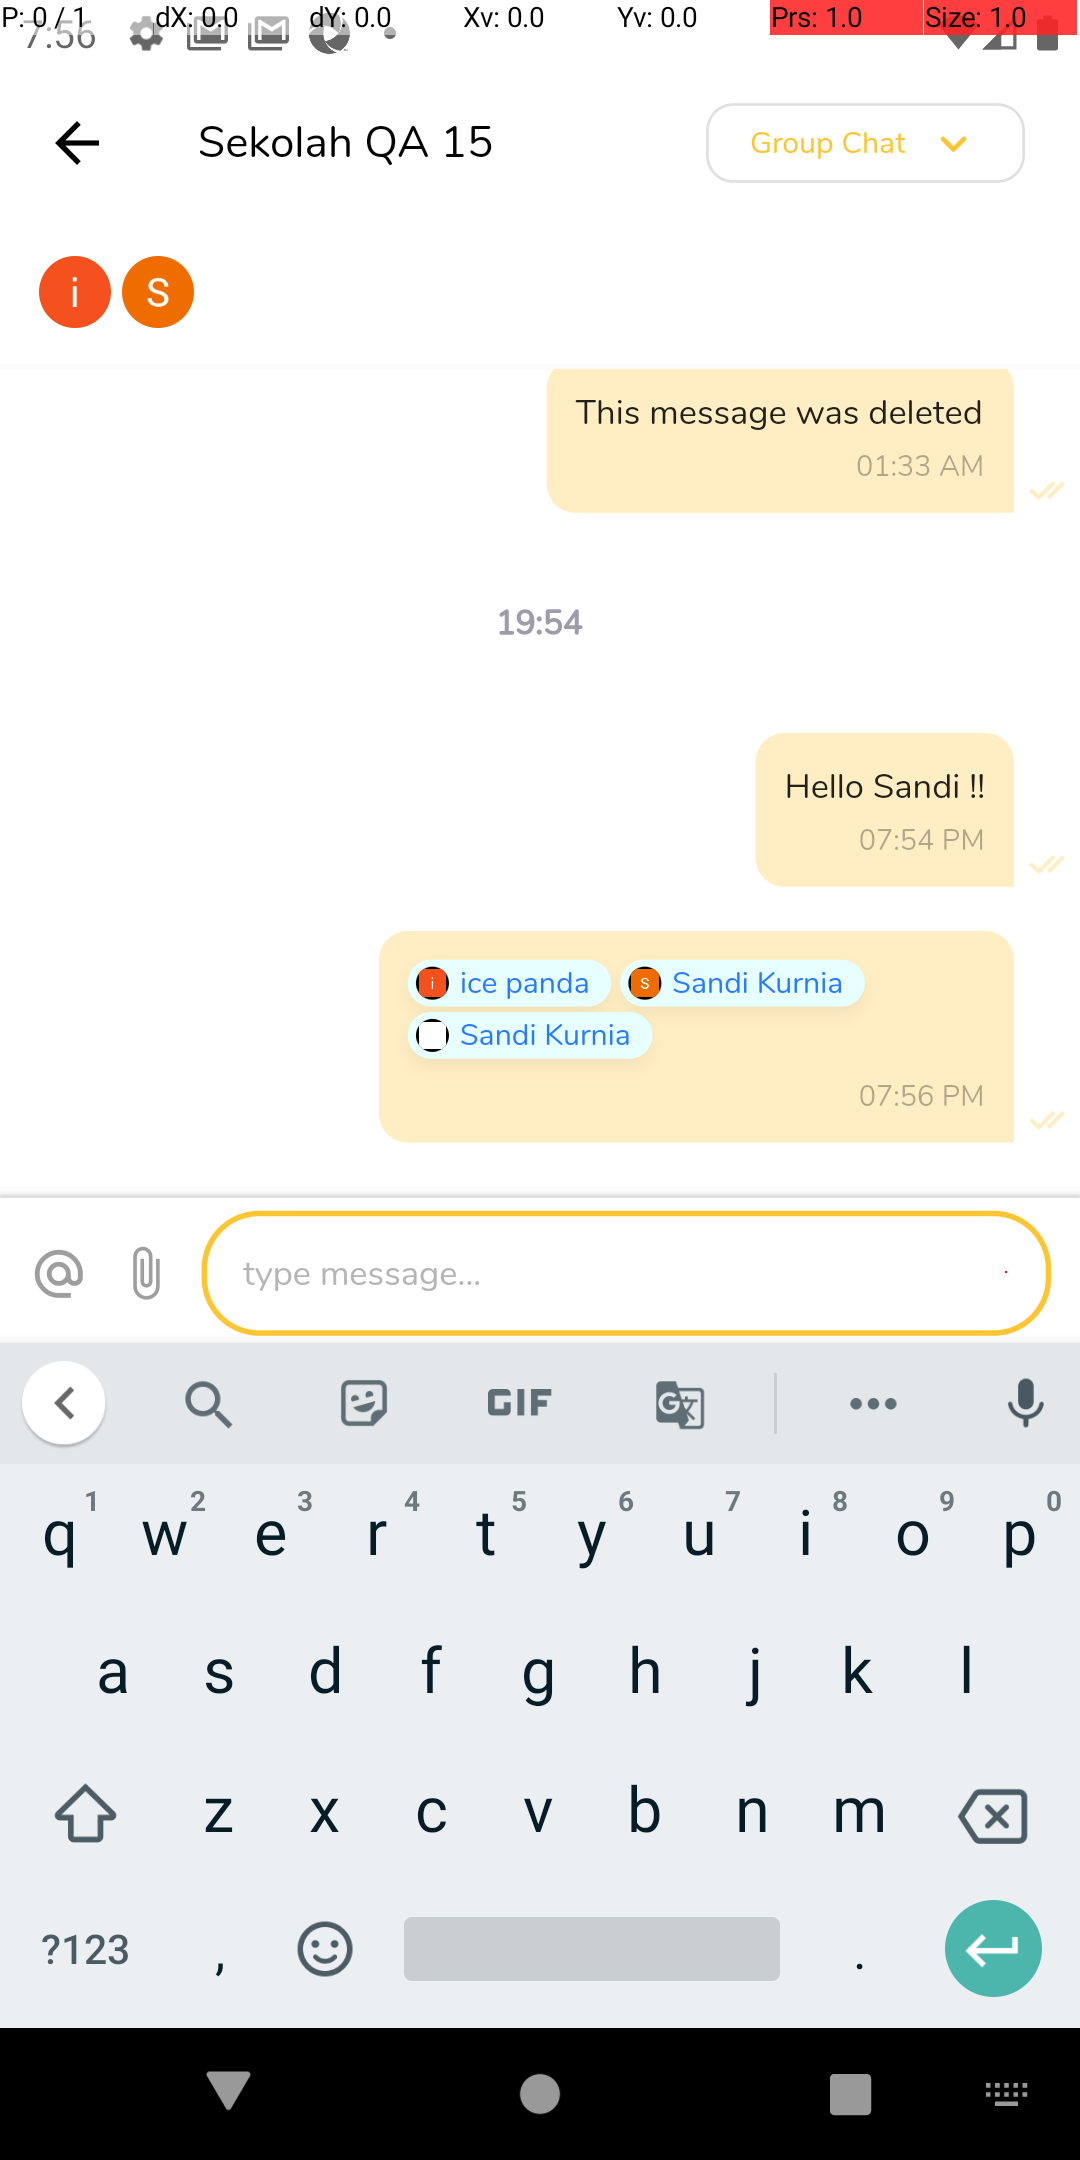 P: 0 / 1 dX: 0.0 dY: 0.0 Xv: 0.0 Yv: 0.0 Prs: 1.0 Size: 1.0
7:56
Sekolah QA 15
Group Chat
i S
This message was deleted
01:33 AM
19:54
Hello Sandi !!
07:54 PM
i ice panda S Sandi Kurnia
Sandi Kurnia
07:56 PM
type message...
GIF
1 2 3 4 5 6 7 8 9 0
q w e r t y u i o p
a s d f g h j k l
z x c v b n m
?123 , .